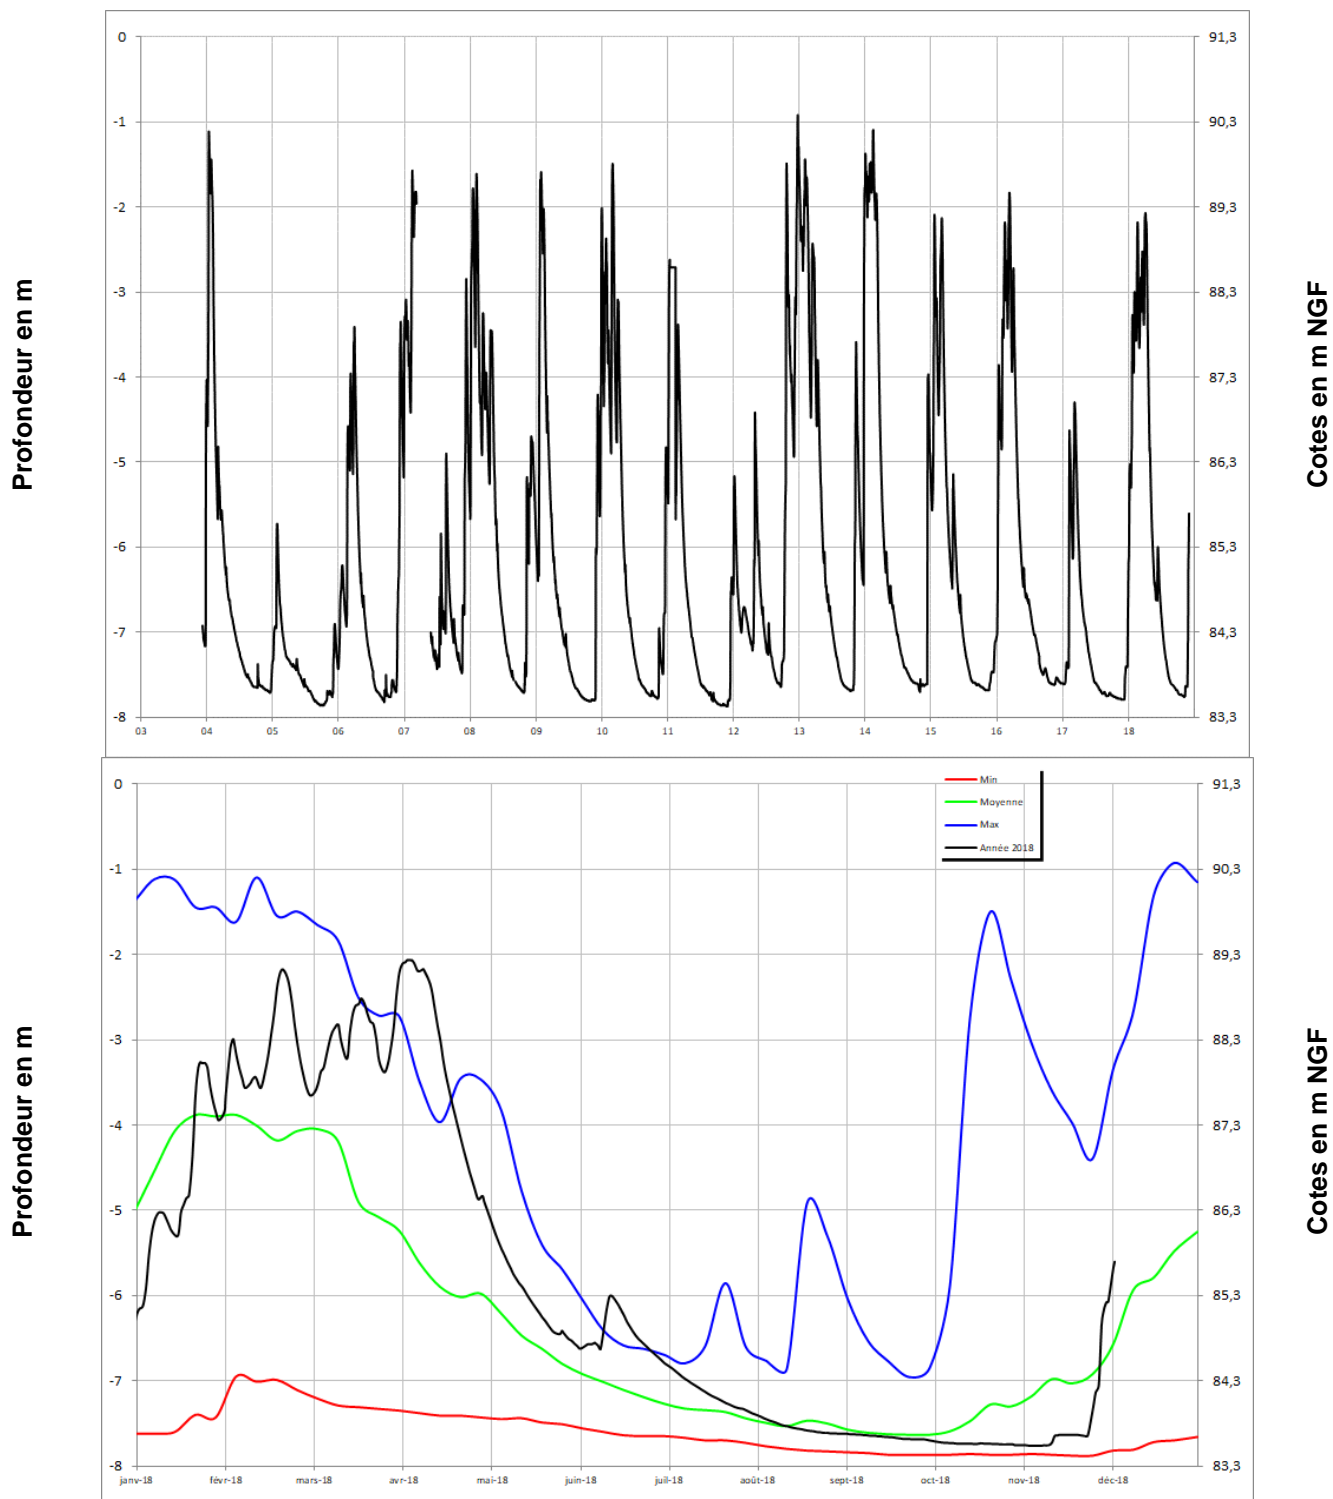 0 91,3
-1 90,3
-2 89,3
-3 88,3
-4 87,3
-5 86,3
-6 85,3
-7 84,3
-8 83,3
03 04 05 06 07 08 09 10 11 12 13 14 15 16 17 18
Profondeur en m
Cotes en m NGF
0 91,3
-1 90,3
-2 89,3
-3 88,3
-4 87,3
-5 86,3
-6 85,3
-7 84,3
-8 83,3
janv-18 févr-18 mars-18 avr-18 mai-18 juin-18 juil-18 août-18 sept-18 oct-18 nov-18 déc-18
Min
Moyenne
Max
Année 2018
Profondeur en m
Cotes en m NGF